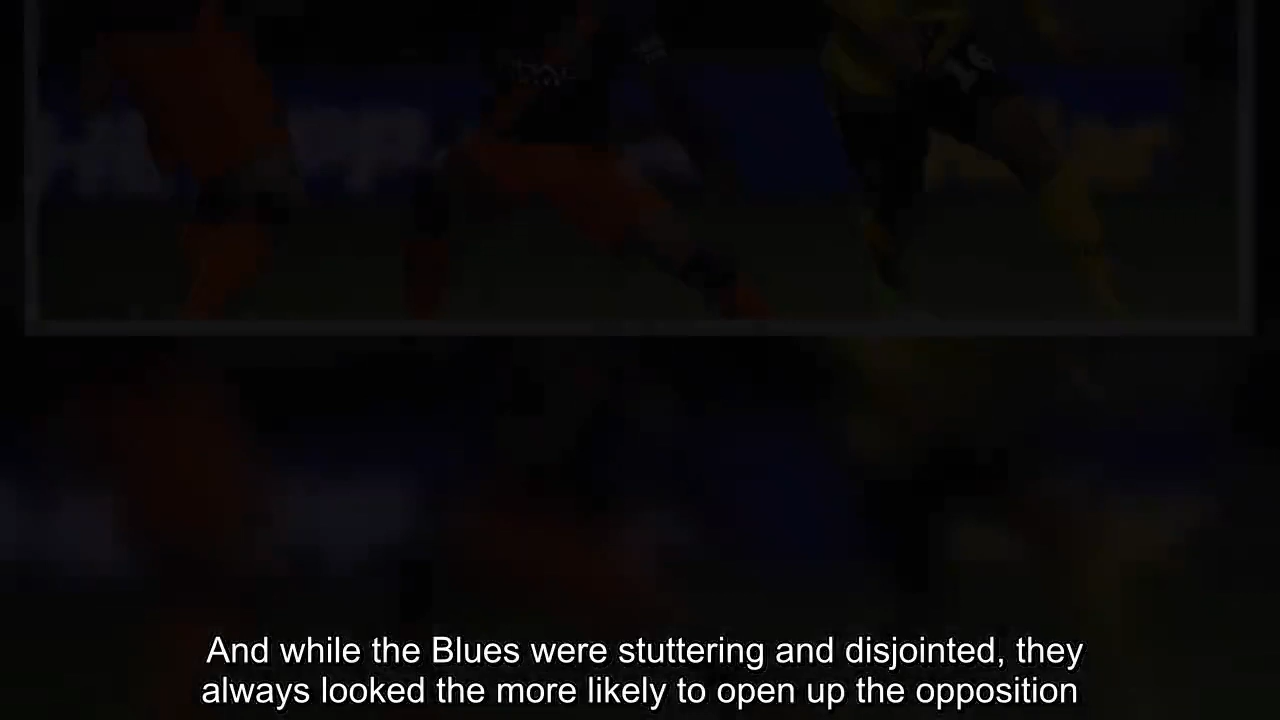 And while the Blues were stuttering and disjointed, they
always looked the more likely to open up the opposition